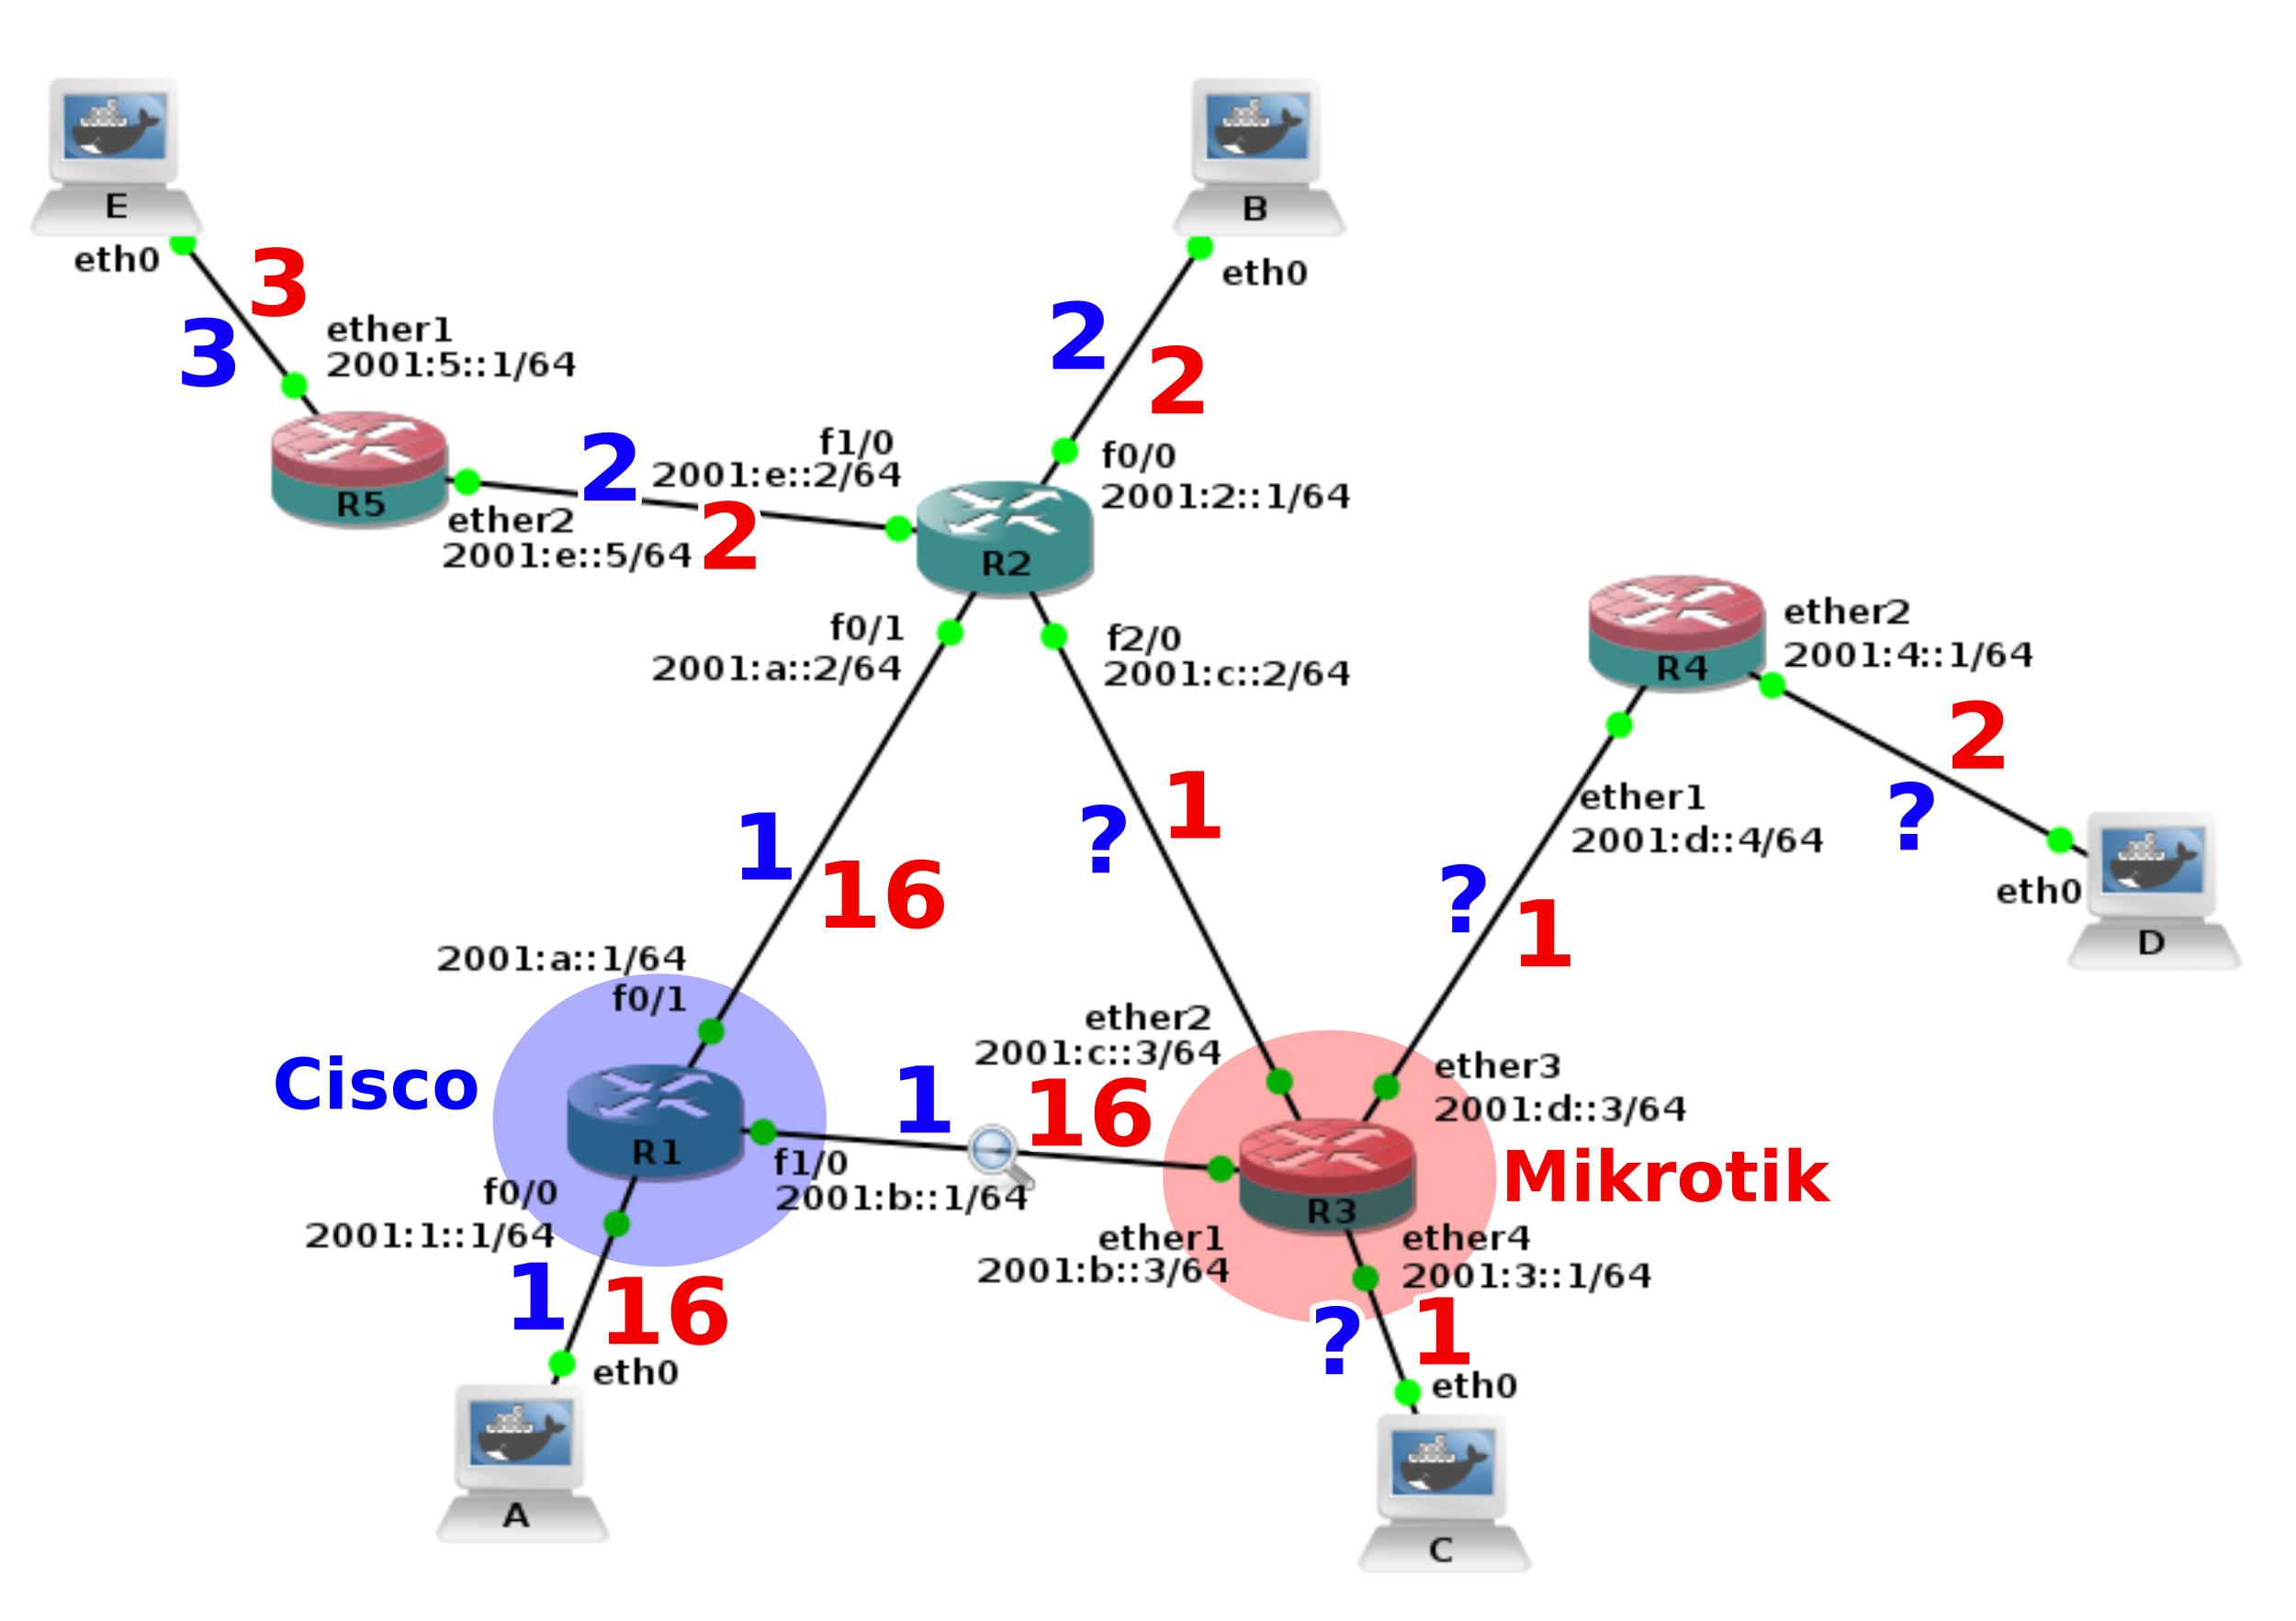 E
eth0
B
eth0
3
3
ether1
2001:5::1/64
2
2
R5
2
f1/0
2001:e::2/64
f0/0
2001:2::1/64
ether2
2001:e::5/64
2
R2
f0/1
2001:a::2/64
f2/0
2001:c::2/64
R4
ether2
2001:4::1/64
2
?
1
?
1
16
ether1
2001:d::4/64
eth0
D
?
1
2001:a::1/64
f0/1
ether2
2001:c::3/64
Cisco
R1
1
16
ether3
2001:d::3/64
Mikrotik
f1/0
2001:b::1/64
R3
f0/0
2001:1::1/64
ether1
2001:b::3/64
ether4
2001:3::1/64
1
16
?
1
eth0
eth0
A
C